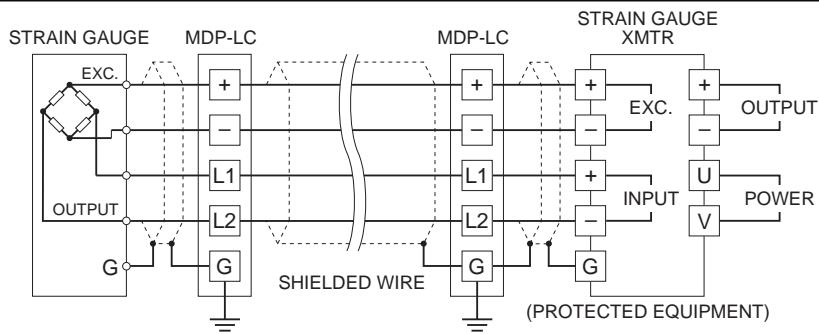 STRAIN GAUGE
MDP-LC
MDP-LC
STRAIN GAUGE
XMTR
EXC.
+
+
+
+
EXC.
OUTPUT
–
–
–
–
L1
L1
+
U
INPUT
POWER
OUTPUT
L2
L2
–
V
G
G
SHIELDED WIRE
G
G
(PROTECTED EQUIPMENT)